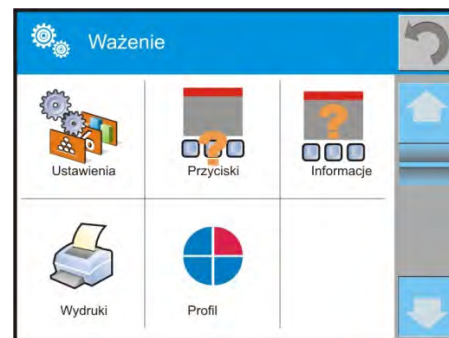 Ważenie
Ustawienia
Przyciski
Informacje
Wydruki
Profil